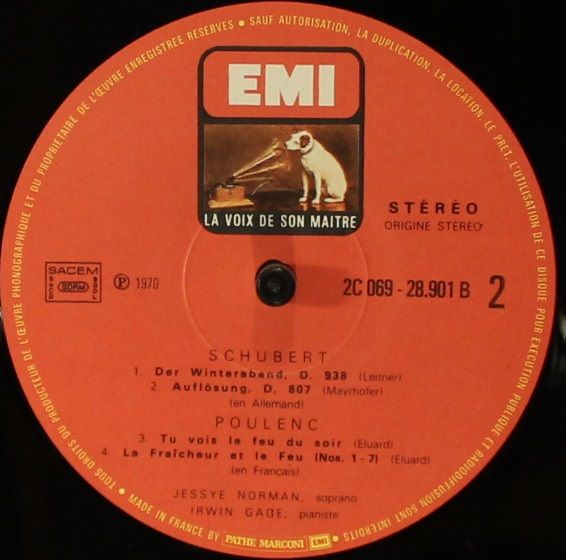 TOUS DROITS DU PRODUCTEUR DE L'ŒUVRE PHONOGRAPHIQUE ET DU PROPRIETAIRE DE L'ŒUVRE ENREGISTREE RESERVES • SAUF AUTORISATION, LA DUPLICATION, LA LOCATION, LE PRET, L'UTILISATION DE CE DISQUE POUR EXECUTION PUBLIQUE ET RADIODIFFUSION SONT INTERDITS •
EMI
LA VOIX DE SON MAITRE
STÉRÉO
ORIGINE STEREO
SACEM
SACD SDRM SGDL
Ⓟ 1970
2C 069 - 28.901 B 2
SCHUBERT
1. Der Winterabend, D. 938 (Leitner)
2 Auflösung, D. 807 (Mayrhofer)
(en Allemand)
POULENC
3. Tu vois le feu du soir (Eluard)
4. La Fraîcheur et le Feu (Nos. 1 - 7) (Eluard)
(en Français)
JESSYE NORMAN, soprano
IRWIN GAGE, pianiste
MADE IN FRANCE BY PATHE MARCONI EMI